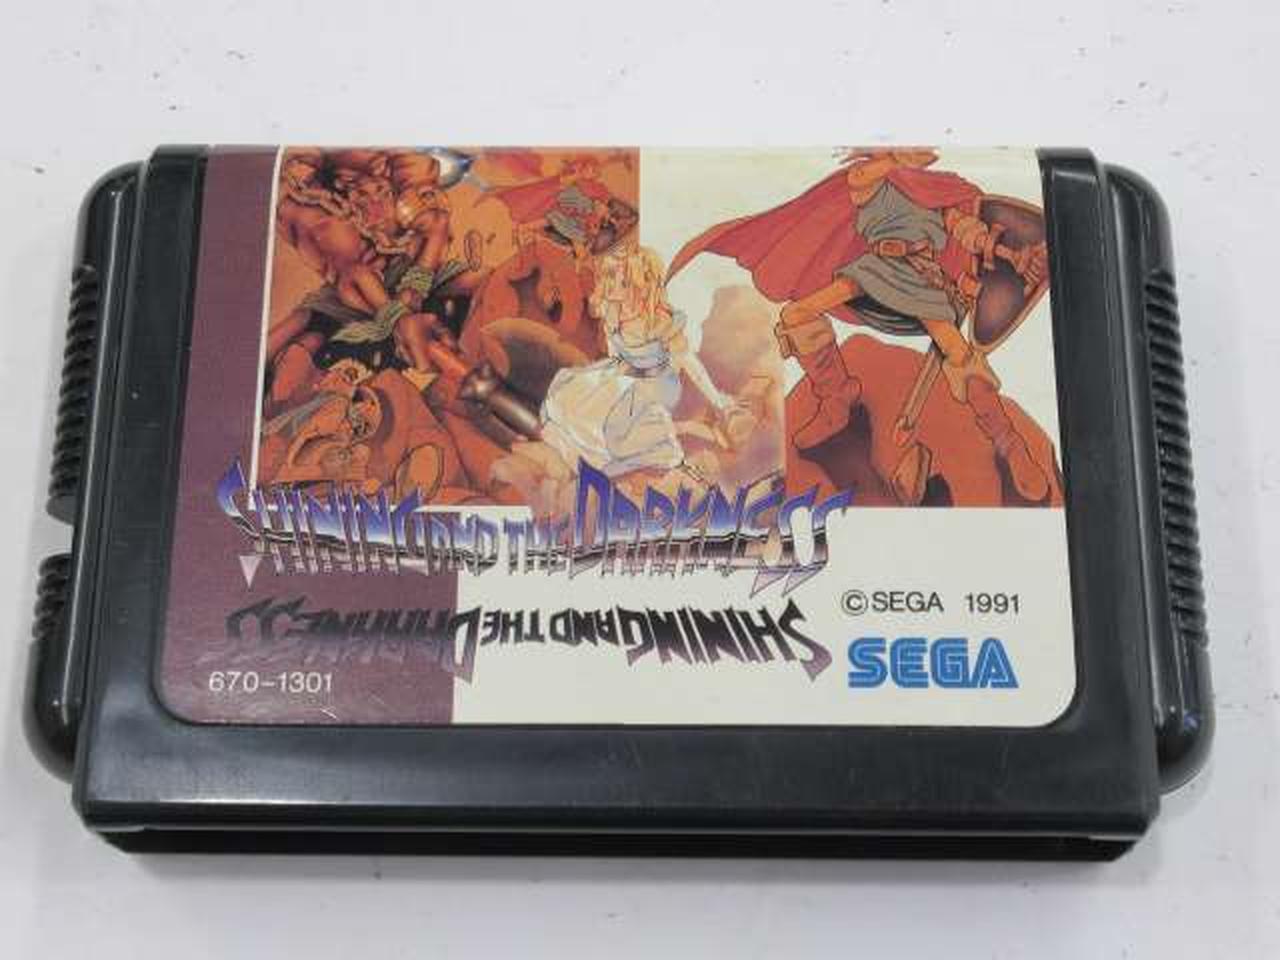 SHINING AND THE DARKNESS
SHINING AND THE DARKNESS
© SEGA 1991
SEGA
670-1301